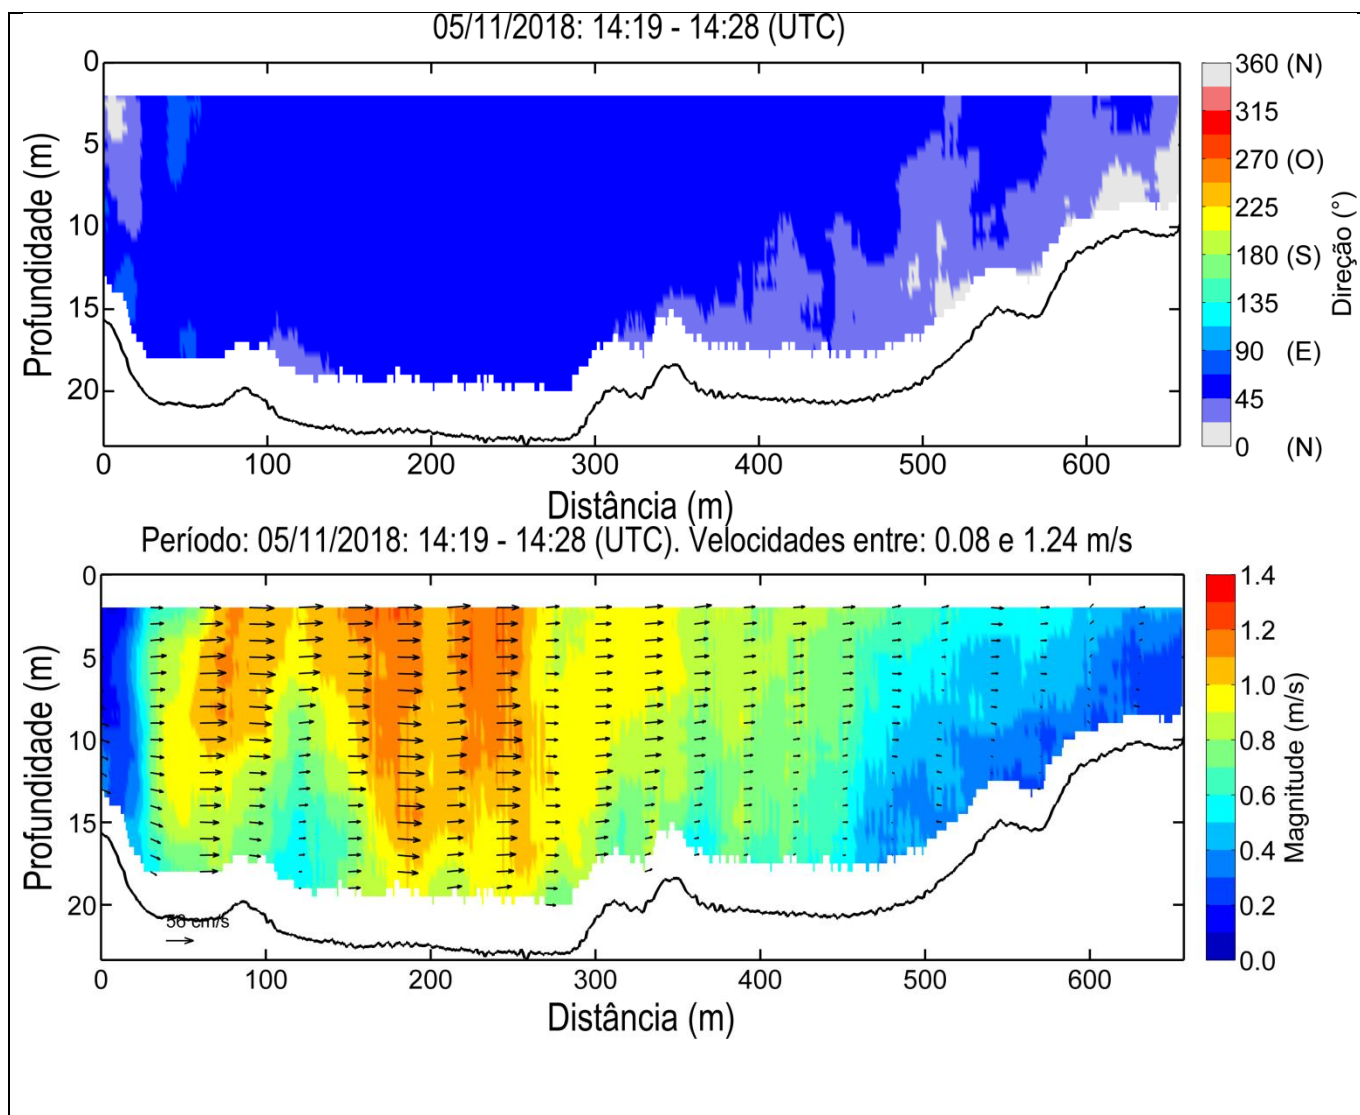 05/11/2018: 14:19 - 14:28 (UTC)
0
5
10
15
20
Profundidade (m)
0 100 200 300 400 500 600
Distância (m)
360 (N)
315
270 (O)
225
180 (S)
135
90 (E)
45
0 (N)
Direção (°)
Período: 05/11/2018: 14:19 - 14:28 (UTC). Velocidades entre: 0.08 e 1.24 m/s
0
5
10
15
20
Profundidade (m)
cm/s
0 100 200 300 400 500 600
Distância (m)
1.4
1.2
1.0
0.8
0.6
0.4
0.2
0.0
Magnitude (m/s)